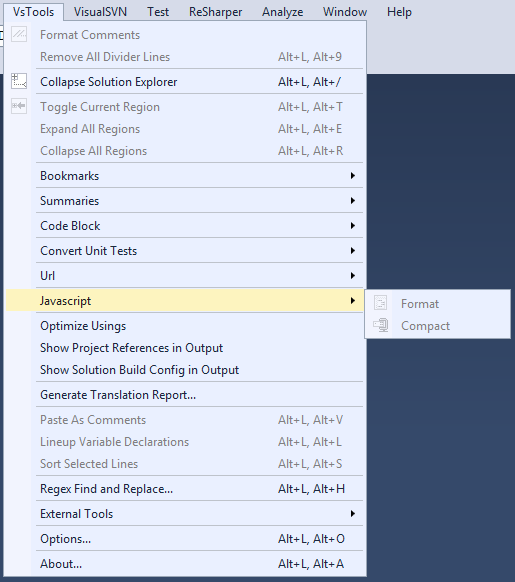 VsTools VisualSVN Test ReSharper Analyze Window Help
Format Comments
Remove All Divider Lines Alt+L, Alt+9
Collapse Solution Explorer Alt+L, Alt+/
Toggle Current Region Alt+L, Alt+T
Expand All Regions Alt+L, Alt+E
Collapse All Regions Alt+L, Alt+R
Bookmarks
Summaries
Code Block
Convert Unit Tests
Url
Javascript
Format
Compact
Optimize Usings
Show Project References in Output
Show Solution Build Config in Output
Generate Translation Report...
Paste As Comments Alt+L, Alt+V
Lineup Variable Declarations Alt+L, Alt+L
Sort Selected Lines Alt+L, Alt+S
Regex Find and Replace... Alt+L, Alt+H
External Tools
Options... Alt+L, Alt+O
About... Alt+L, Alt+A